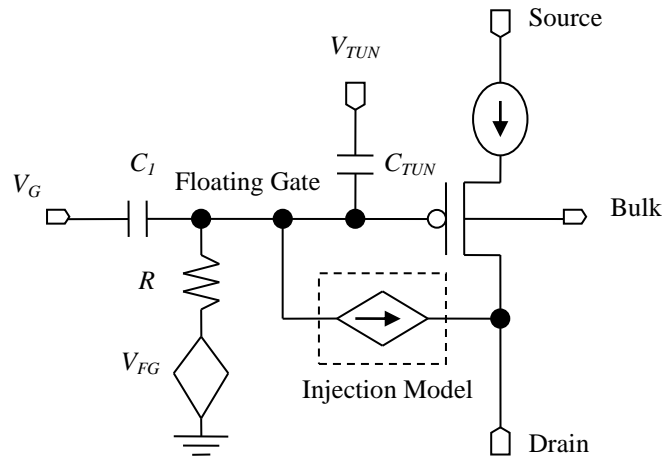 Source
V_TUN
C_1
C_TUN
Floating Gate
V_G
Bulk
R
V_FG
Injection Model
Drain